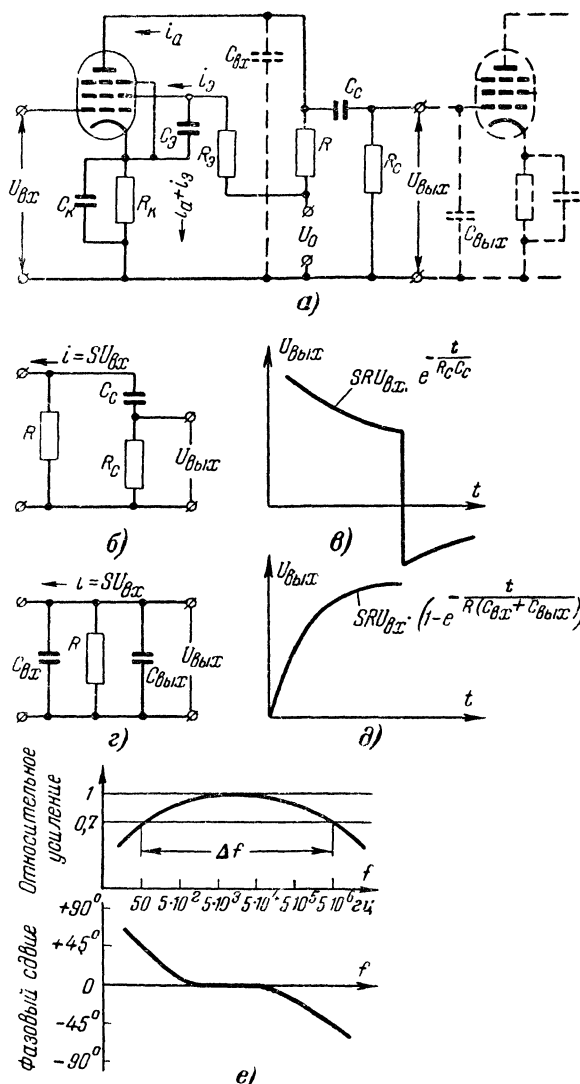 i_a
C_вх
i_э
C_э
R_э
C_c
R
R_c
U_вх
C_к
R_к
i_a+i_э
U_0
U_вых
C_вых
а)
i=SU_вх
R
C_c
R_c
U_вых
б)
U_вых
SRU_вх· e^{-t/(R_cC_c)}
t
в)
i=SU_вх
C_вх
R
C_вых
U_вых
г)
U_вых
SRU_вх·(1-e^{-t/(R(C_вх+C_вых))})
t
д)
Относительное
усиление
1
0,7
Δf
f
50 5·10² 5·10³ 5·10⁴ 5·10⁵ 5·10⁶ гц
Фазовый сдвиг
+90°
+45°
0
-45°
-90°
f
е)